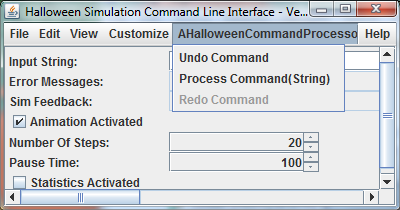 Halloween Simulation Command Line Interface - Ve...
File Edit View Customize AHalloweenCommandProcesso Help
Undo Command
Process Command(String)
Redo Command
Input String:
Error Messages:
Sim Feedback:
Animation Activated
Number Of Steps: 20
Pause Time: 100
Statistics Activated